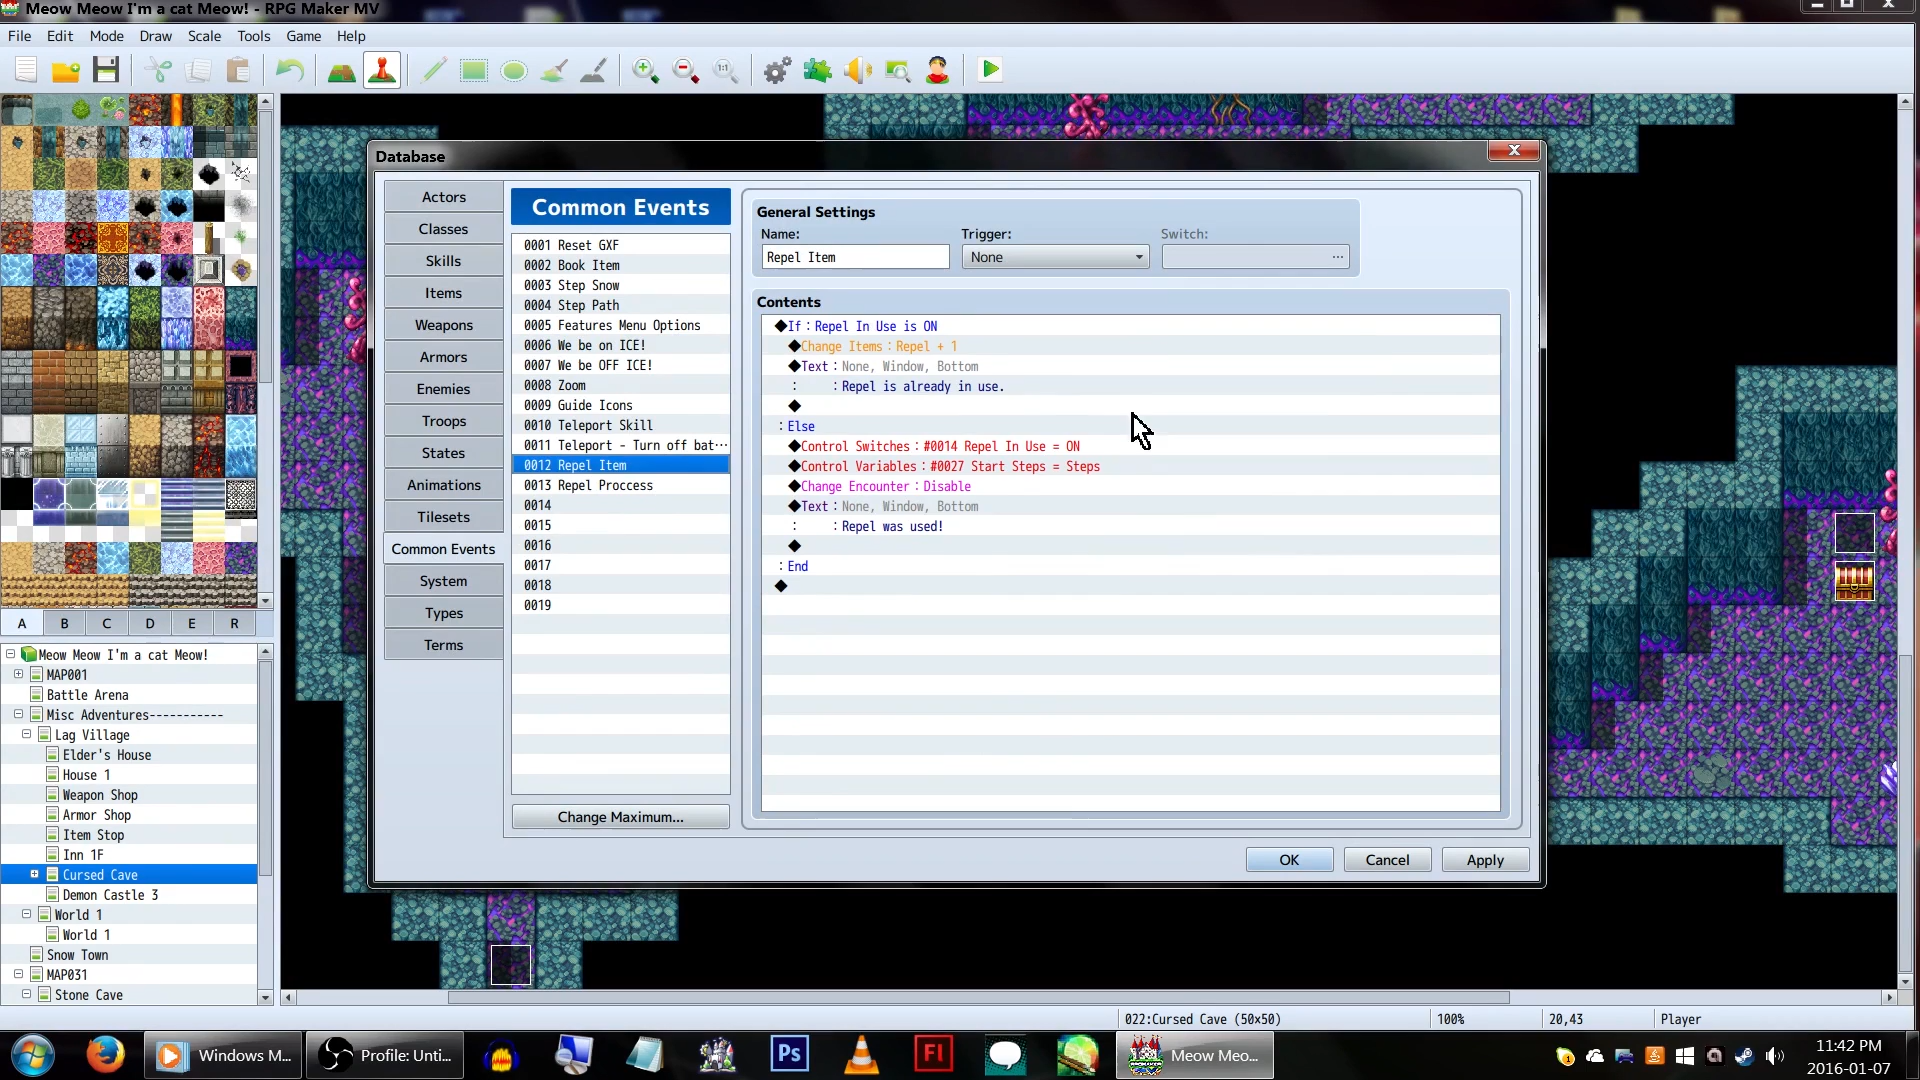 Meow Meow I'm a cat Meow! - RPG Maker MV
File Edit Mode Draw Scale Tools Game Help
1:1
Database
Actors
Classes
Skills
Items
Weapons
Armors
Enemies
Troops
States
Animations
Tilesets
Common Events
System
Types
Terms
Common Events
0001 Reset GXF
0002 Book Item
0003 Step Snow
0004 Step Path
0005 Features Menu Options
0006 We be on ICE!
0007 We be OFF ICE!
0008 Zoom
0009 Guide Icons
0010 Teleport Skill
0011 Teleport - Turn off bat…
0012 Repel Item
0013 Repel Proccess
0014
0015
0016
0017
0018
0019
Change Maximum...
General Settings
Name: Trigger: Switch:
Repel Item None ...
Contents
◆If：Repel In Use is ON
◆Change Items：Repel + 1
◆Text：None, Window, Bottom
： ：Repel is already in use.
◆
：Else
◆Control Switches：#0014 Repel In Use = ON
◆Control Variables：#0027 Start Steps = Steps
◆Change Encounter：Disable
◆Text：None, Window, Bottom
： ：Repel was used!
◆
：End
◆
OK Cancel Apply
A B C D E R
Meow Meow I'm a cat Meow!
MAP001
Battle Arena
Misc Adventures-----------
Lag Village
Elder's House
House 1
Weapon Shop
Armor Shop
Item Stop
Inn 1F
Cursed Cave
Demon Castle 3
World 1
World 1
Snow Town
MAP031
Stone Cave
022:Cursed Cave (50x50) 100% 20,43 Player
Windows M... Profile: Unti... Ps Fl Meow Meo...
11:42 PM
2016-01-07